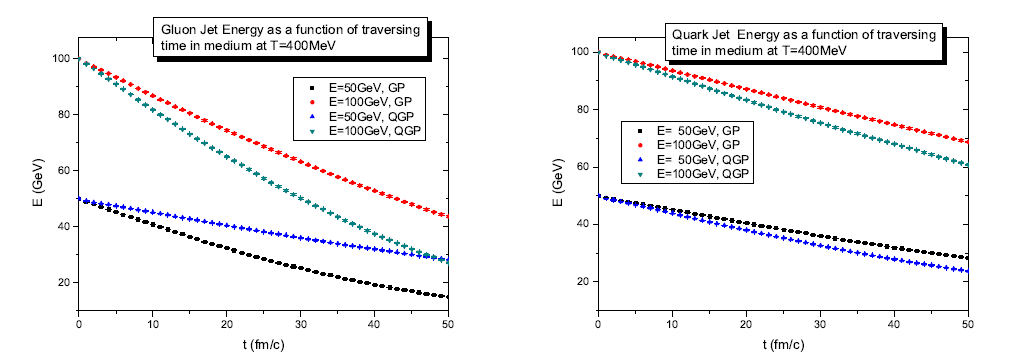 Gluon Jet Energy as a function of traversing
time in medium at T=400MeV
E=50GeV, GP
E=100GeV, GP
E=50GeV, QGP
E=100GeV, QGP
E (GeV)
100
80
60
40
20
0
10
20
30
40
50
t (fm/c)
Quark Jet Energy as a function of traversing
time in medium at T=400MeV
E= 50GeV, GP
E=100GeV, GP
E= 50GeV, QGP
E=100GeV, QGP
E (GeV)
100
80
60
40
20
0
10
20
30
40
50
t (fm/c)